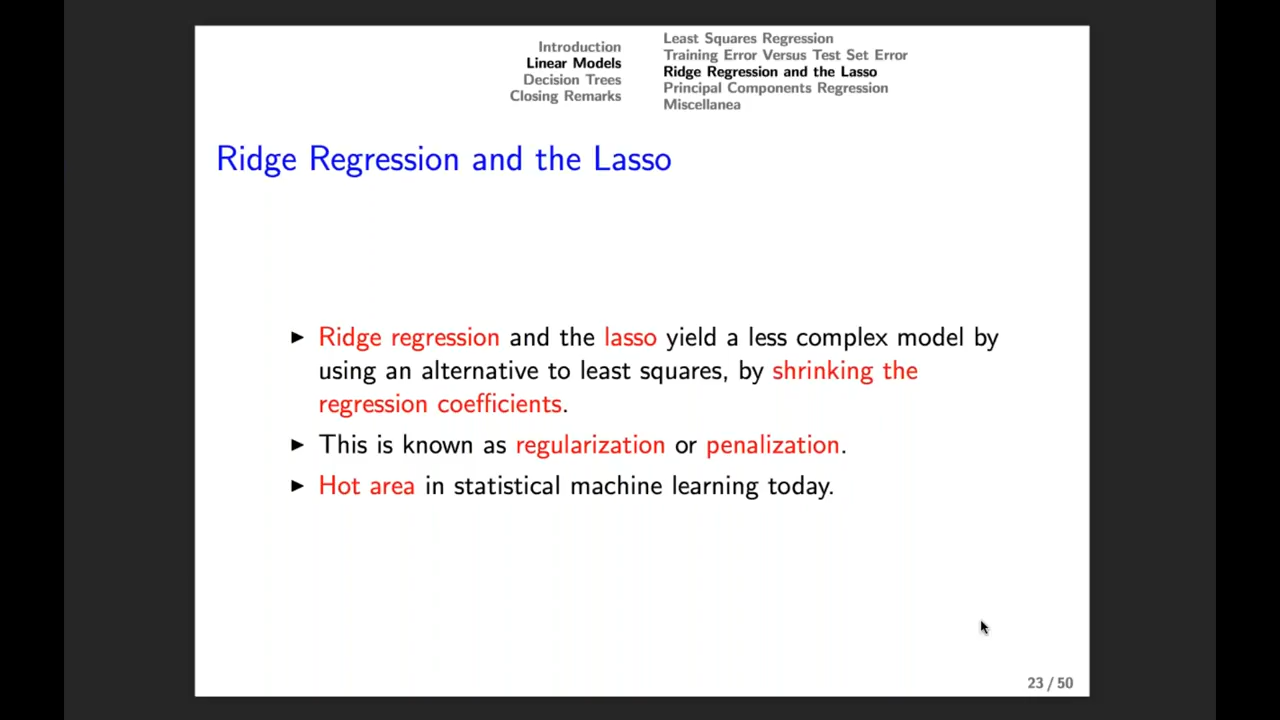 Introduction
Linear Models
Decision Trees
Closing Remarks
Least Squares Regression
Training Error Versus Test Set Error
Ridge Regression and the Lasso
Principal Components Regression
Miscellanea
Ridge Regression and the Lasso
▶ Ridge regression and the lasso yield a less complex model by
using an alternative to least squares, by shrinking the
regression coefficients.
▶ This is known as regularization or penalization.
▶ Hot area in statistical machine learning today.
23 / 50